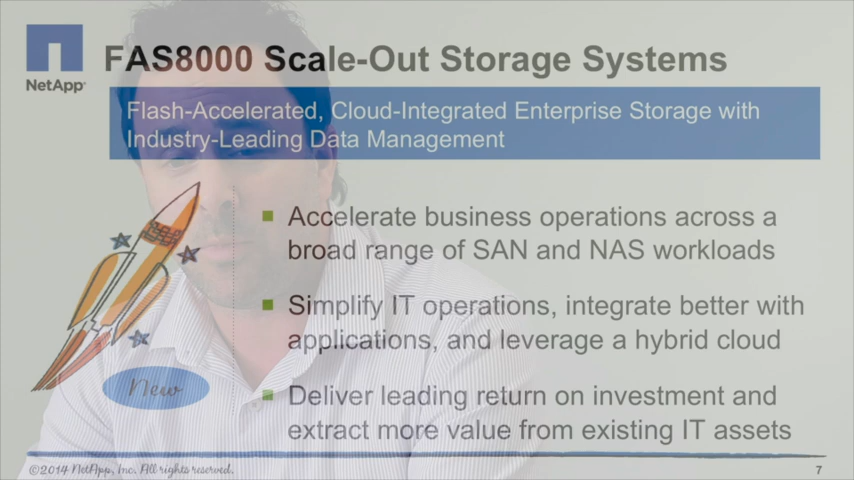 NetApp®
FAS8000 Scale-Out Storage Systems
Flash-Accelerated, Cloud-Integrated Enterprise Storage with
Industry-Leading Data Management
Accelerate business operations across a
broad range of SAN and NAS workloads
Simplify IT operations, integrate better with
applications, and leverage a hybrid cloud
New
Deliver leading return on investment and
extract more value from existing IT assets
©2014 NetApp, Inc. All rights reserved.
7